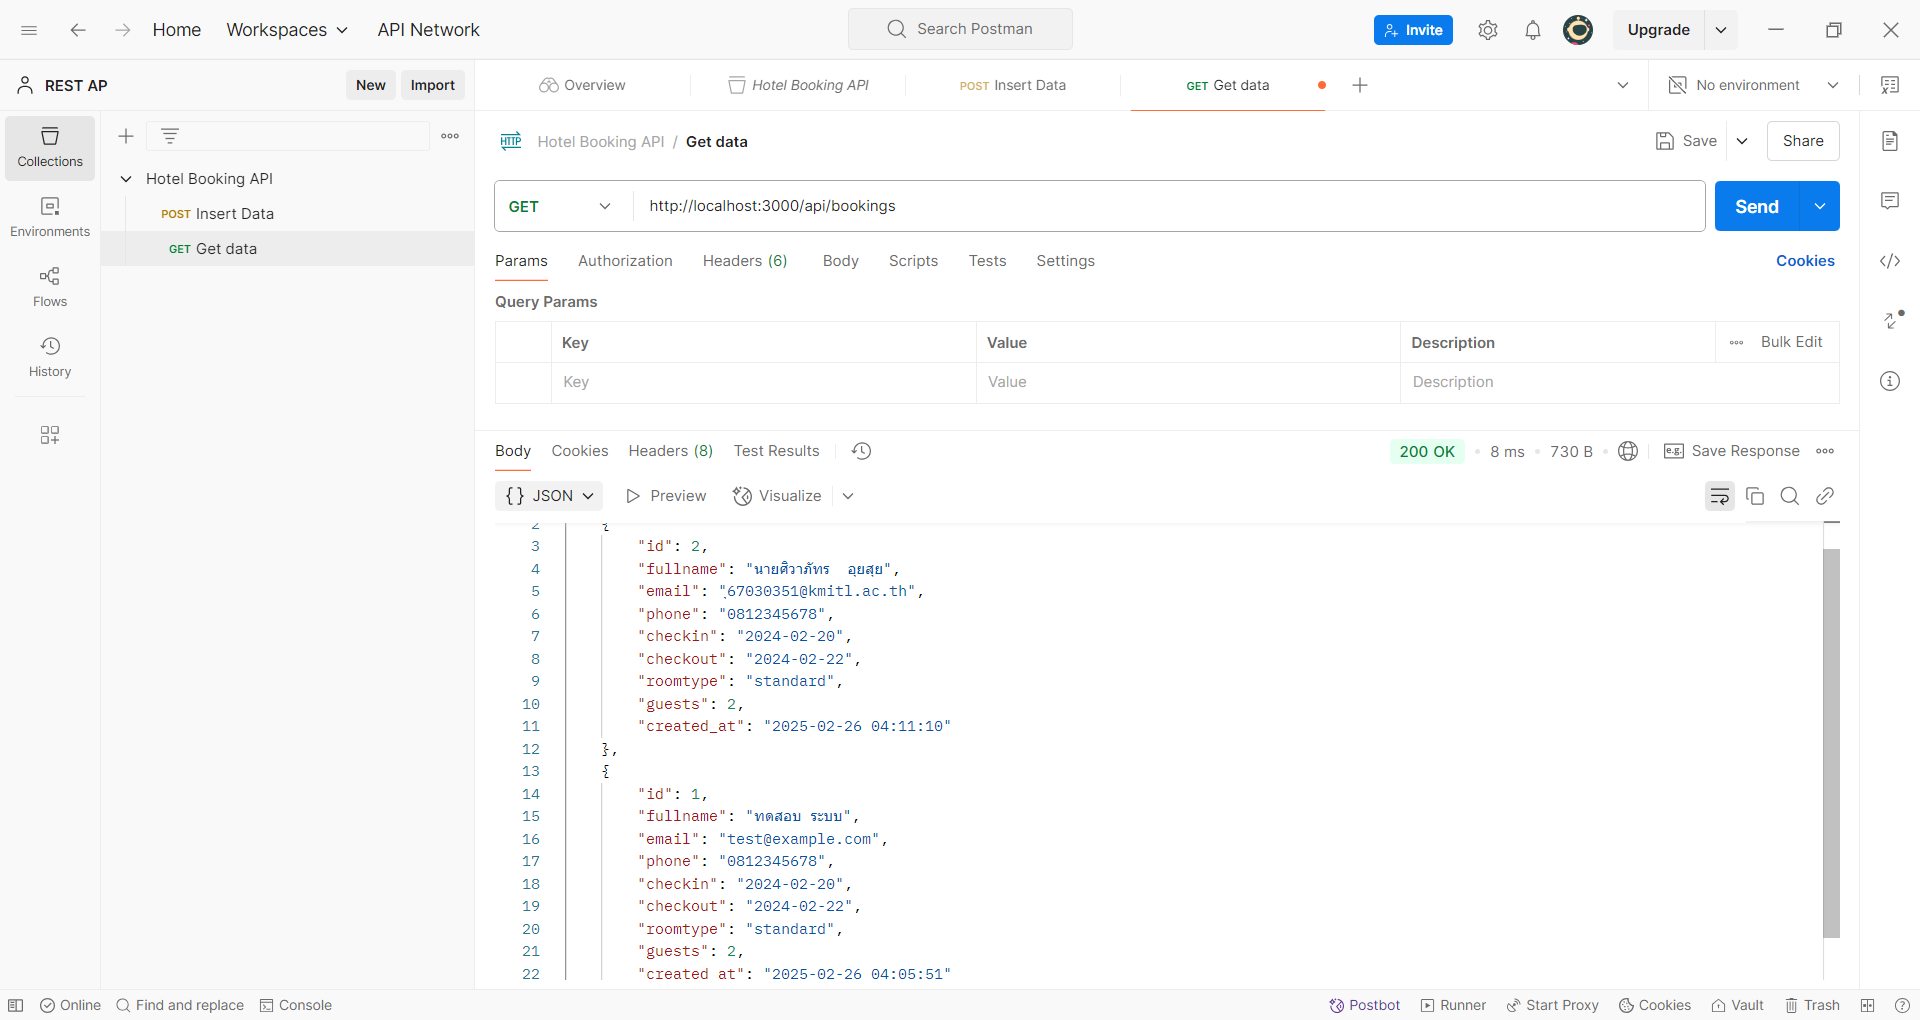 Home Workspaces API Network Search Postman Invite Upgrade
REST AP New Import Overview Hotel Booking API POST Insert Data GET Get data No environment
Collections
Environments
Flows
History
Hotel Booking API
POST Insert Data
GET Get data
HTTP Hotel Booking API / Get data Save Share
GET http://localhost:3000/api/bookings Send
Params Authorization Headers (6) Body Scripts Tests Settings Cookies
Query Params
Key Value Description Bulk Edit
Key Value Description
Body Cookies Headers (8) Test Results 200 OK 8 ms 730 B e.g. Save Response
{} JSON Preview Visualize
2 {
3 "id": 2,
4 "fullname": "นายศิวาภัทร  อุยสุย",
5 "email": "ุ67030351@kmitl.ac.th",
6 "phone": "0812345678",
7 "checkin": "2024-02-20",
8 "checkout": "2024-02-22",
9 "roomtype": "standard",
10 "guests": 2,
11 "created_at": "2025-02-26 04:11:10"
12 },
13 {
14 "id": 1,
15 "fullname": "ทดสอบ ระบบ",
16 "email": "test@example.com",
17 "phone": "0812345678",
18 "checkin": "2024-02-20",
19 "checkout": "2024-02-22",
20 "roomtype": "standard",
21 "guests": 2,
22 "created_at": "2025-02-26 04:05:51"
Online Find and replace Console Postbot Runner Start Proxy Cookies Vault Trash